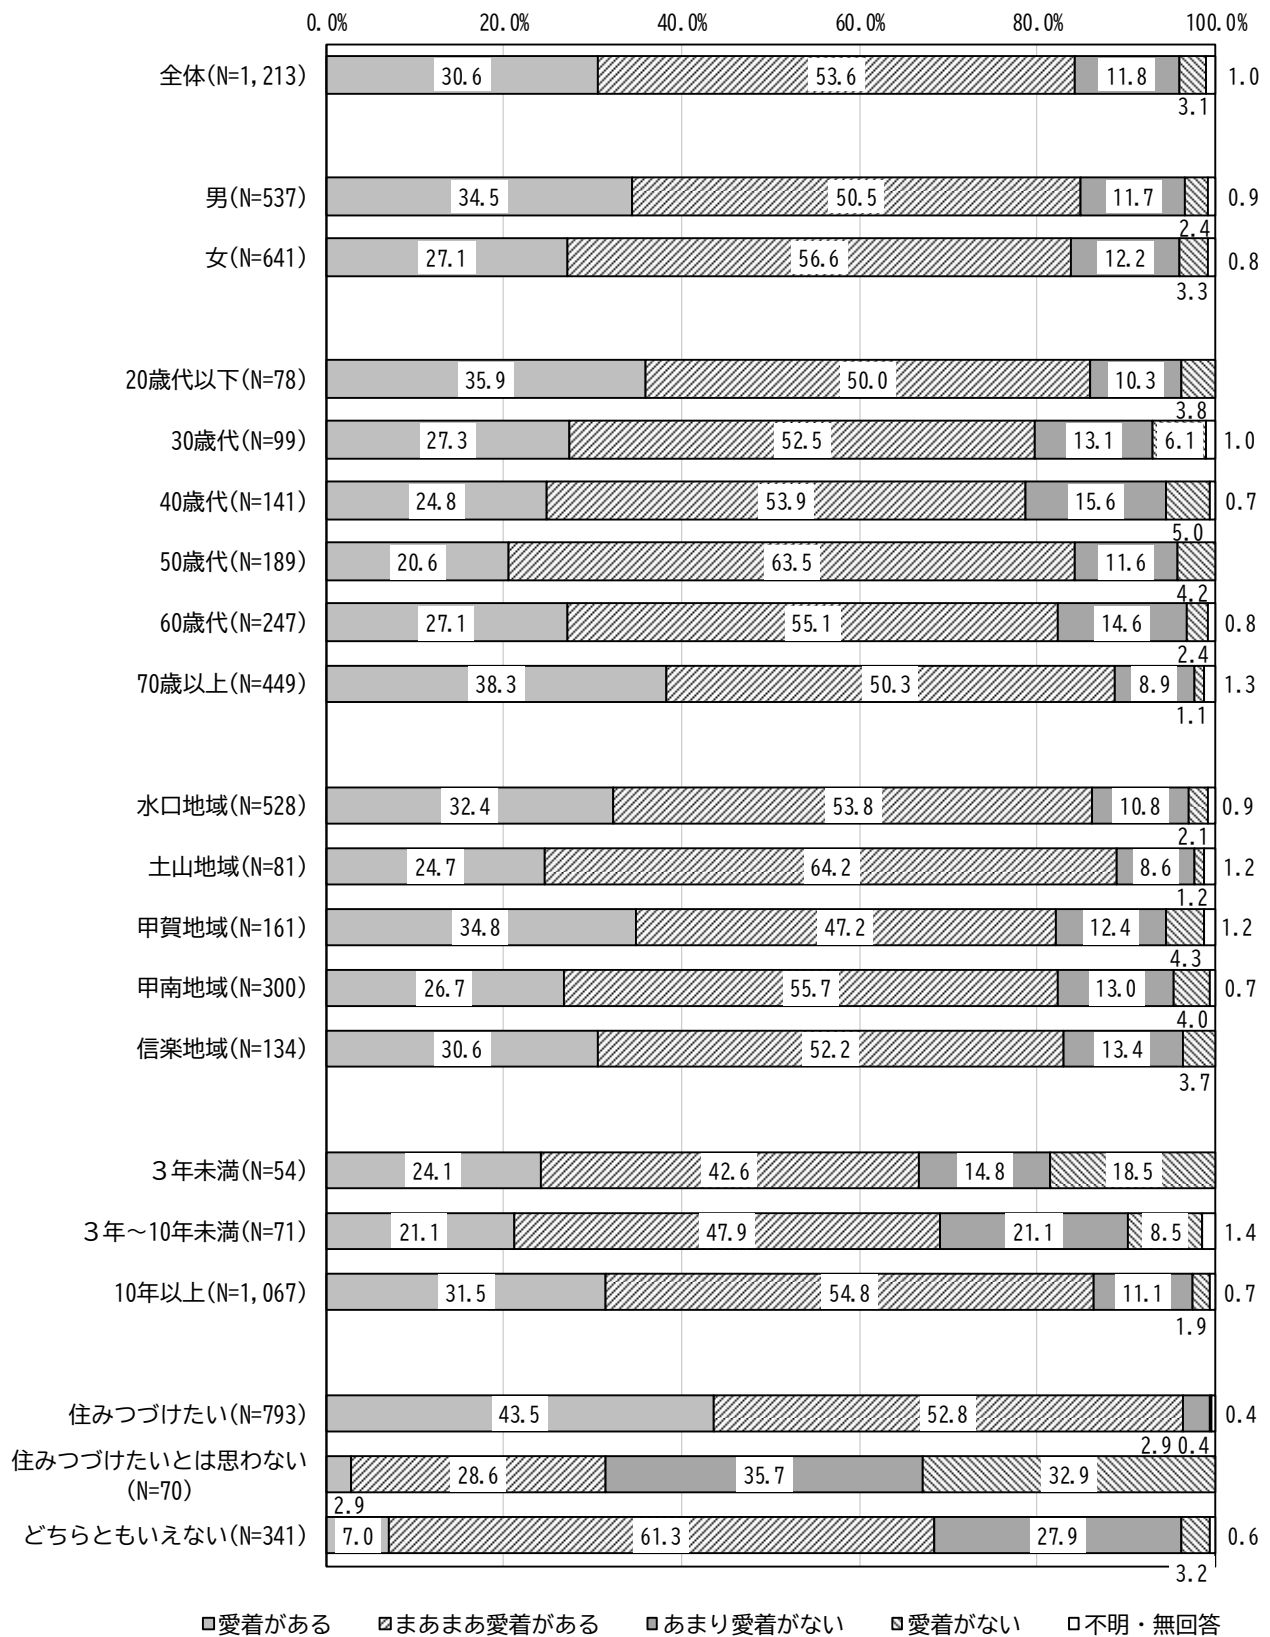 0.0% 20.0% 40.0% 60.0% 80.0% 100.0%
全体(N=1,213) 30.6 53.6 11.8 1.0
3.1
男(N=537) 34.5 50.5 11.7 0.9
2.4
女(N=641) 27.1 56.6 12.2 0.8
3.3
20歳代以下(N=78) 35.9 50.0 10.3
3.8
30歳代(N=99) 27.3 52.5 13.1 6.1 1.0
40歳代(N=141) 24.8 53.9 15.6 0.7
5.0
50歳代(N=189) 20.6 63.5 11.6
4.2
60歳代(N=247) 27.1 55.1 14.6 0.8
2.4
70歳以上(N=449) 38.3 50.3 8.9 1.3
1.1
水口地域(N=528) 32.4 53.8 10.8 0.9
2.1
土山地域(N=81) 24.7 64.2 8.6 1.2
1.2
甲賀地域(N=161) 34.8 47.2 12.4 1.2
4.3
甲南地域(N=300) 26.7 55.7 13.0 0.7
4.0
信楽地域(N=134) 30.6 52.2 13.4
3.7
３年未満(N=54) 24.1 42.6 14.8 18.5
３年～10年未満(N=71) 21.1 47.9 21.1 8.5 1.4
10年以上(N=1,067) 31.5 54.8 11.1 0.7
1.9
住みつづけたい(N=793) 43.5 52.8 0.4
2.9 0.4
住みつづけたいとは思わない
(N=70) 28.6 35.7 32.9
2.9
どちらともいえない(N=341) 7.0 61.3 27.9 0.6
3.2
愛着がある まあまあ愛着がある あまり愛着がない 愛着がない 不明・無回答